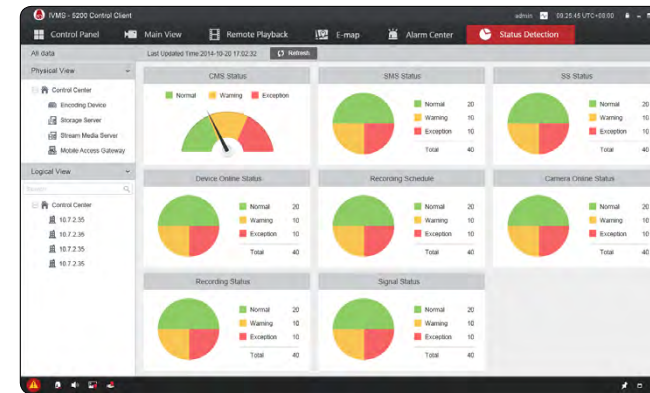 iVMS - 5200 Control Client
admin 09:26:45 UTC+08:00
Control Panel Main View Remote Playback E-map Alarm Center Status Detection
All data Last Updated Time:2014-10-20 17:02:32 Refresh
Physical View
Control Center
Encoding Device
Storage Server
Stream Media Server
Mobile Access Gateway
Logical View
Search
Control Center
10.7.2.35
10.7.2.35
10.7.2.35
10.7.2.35
CMS Status
Normal Warning Exception
SMS Status
Normal 20
Warning 10
Exception 10
Total 40
SS Status
Normal 20
Warning 10
Exception 10
Total 40
Device Online Status
Normal 20
Warning 10
Exception 10
Total 40
Recording Schedule
Normal 20
Warning 10
Exception 10
Total 40
Camera Online Status
Normal 20
Warning 10
Exception 10
Total 40
Recording Status
Normal 20
Warning 10
Exception 10
Total 40
Signal Status
Normal 20
Warning 10
Exception 10
Total 40